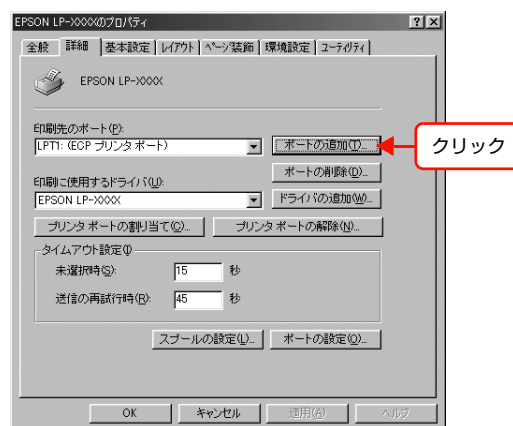 EPSON LP-XXXXのプロパティ
全般 詳細 基本設定 レイアウト ページ装飾 環境設定 ユーティリティ
EPSON LP-XXXX
印刷先のポート(P):
LPT1: (ECP プリンタ ポート) ポートの追加(T)... クリック
ポートの削除(D)...
印刷に使用するドライバ(U):
EPSON LP-XXXX ドライバの追加(W)...
プリンタ ポートの割り当て(C)... プリンタ ポートの解除(N)...
タイムアウト設定
未選択時(S): 15 秒
送信の再試行時(R): 45 秒
スプールの設定(L)... ポートの設定(O)...
OK キャンセル 適用(A) ヘルプ